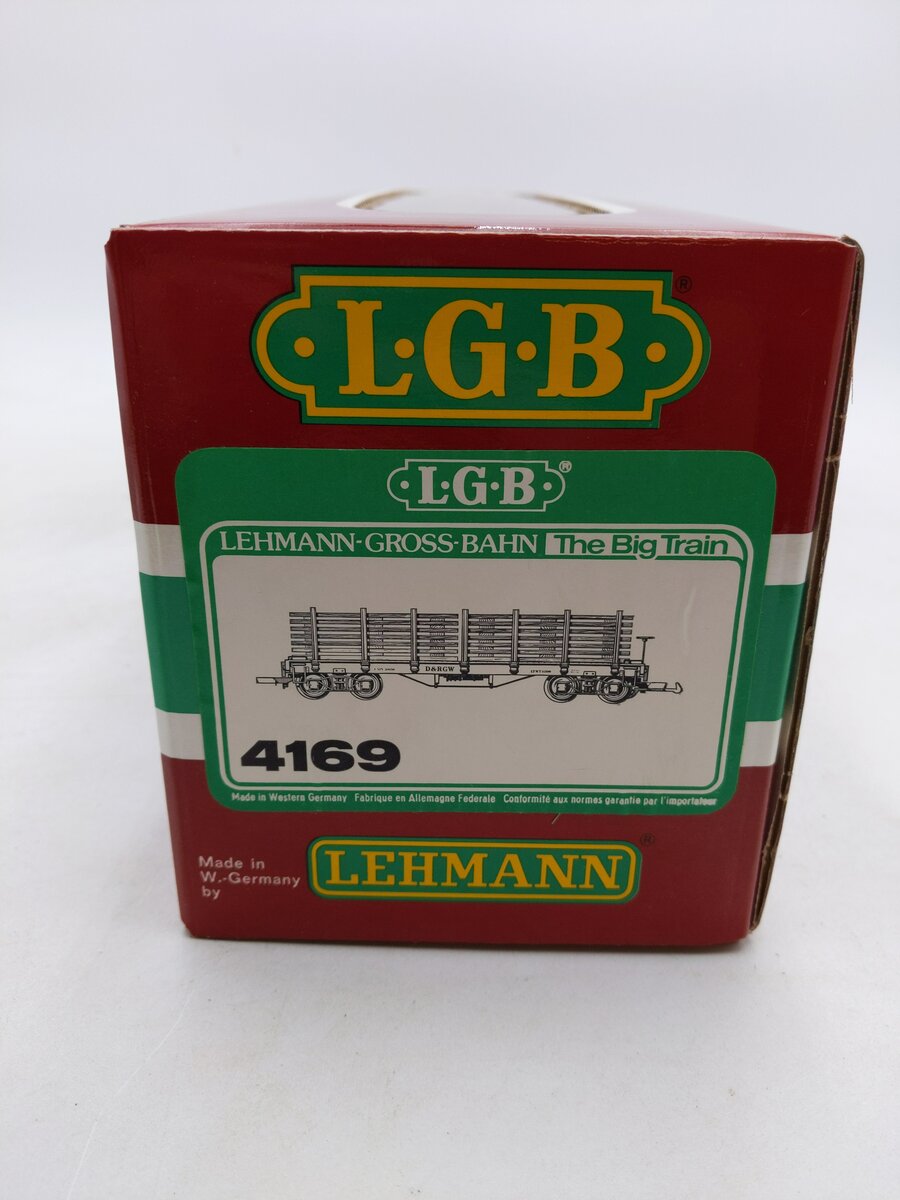 L·G·B ®
L·G·B ®
LEHMANN-GROSS-BAHN The Big Train
D&RGW
4169
Made in Western Germany Fabrique en Allemagne Federale Conformité aux normes garantie par l'importateur
Made in
W.-Germany
by
LEHMANN ®